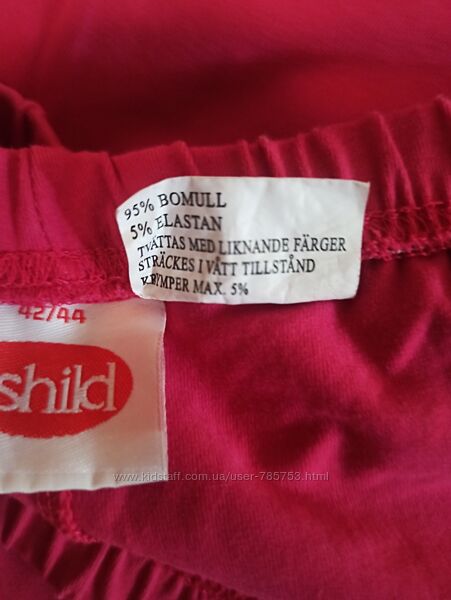 95% BOMULL
5% ELASTAN
TVÄTTAS MED LIKNANDE FÄRGER
STRÄCKES I VÅTT TILLSTÅND
KRYMPER MAX. 5%
42/44
shild
www.kidstaff.com.ua/user-785753.html